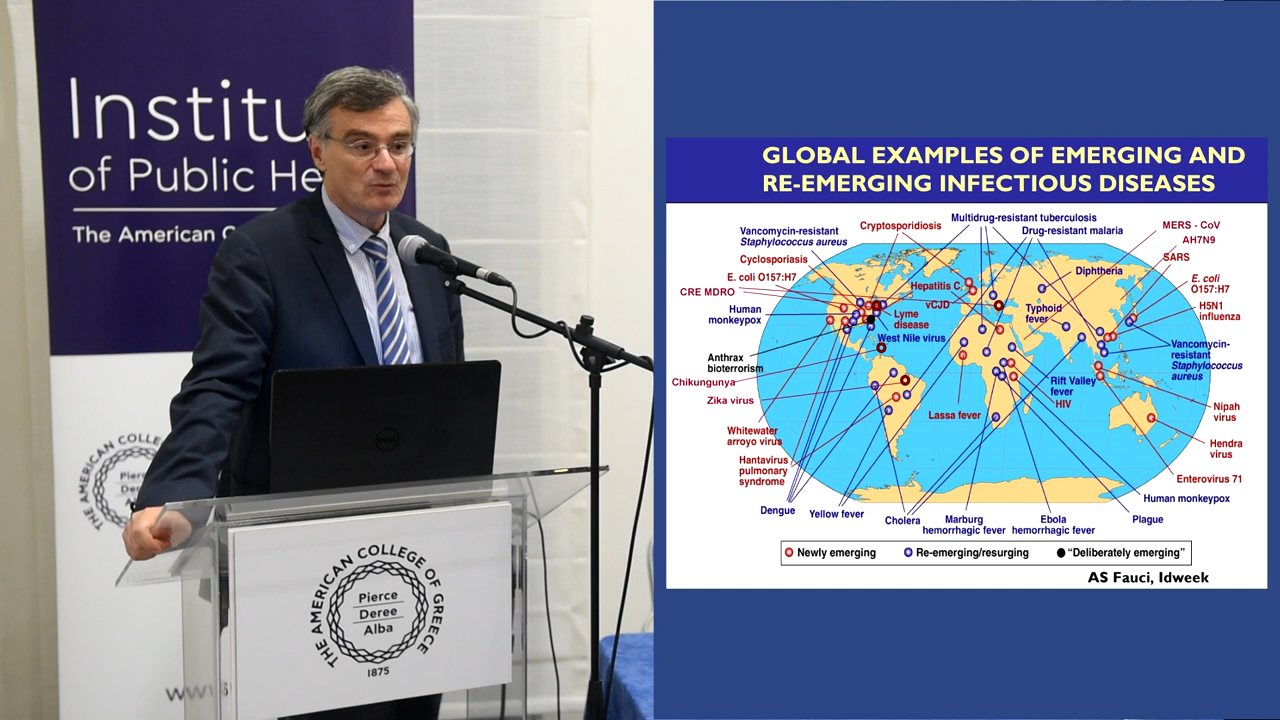 Institu
of Public He
The American C
THE AMERICAN COLLEGE OF GREECE
Pierce
Deree
Alba
1875
DELL
GLOBAL EXAMPLES OF EMERGING AND
RE-EMERGING INFECTIOUS DISEASES
Multidrug-resistant tuberculosis
Cryptosporidiosis
Drug-resistant malaria
MERS - CoV
Vancomycin-resistant
Staphylococcus aureus
AH7N9
SARS
Cyclosporiasis
Diphtheria
E. coli O157:H7
E. coli
O157:H7
CRE MDRO
Hepatitis C
vCJD
Human
monkeypox
Lyme
disease
Typhoid
fever
H5N1
influenza
West Nile virus
Vancomycin-
resistant
Staphylococcus
aureus
Anthrax
bioterrorism
Chikungunya
Rift Valley
fever
Zika virus
HIV
Lassa fever
Nipah
virus
Whitewater
arroyo virus
Hendra
virus
Hantavirus
pulmonary
syndrome
Enterovirus 71
Human monkeypox
Dengue
Yellow fever
Cholera
Marburg
hemorrhagic fever
Ebola
hemorrhagic fever
Plague
Newly emerging
Re-emerging/resurging
“Deliberately emerging”
AS Fauci, Idweek